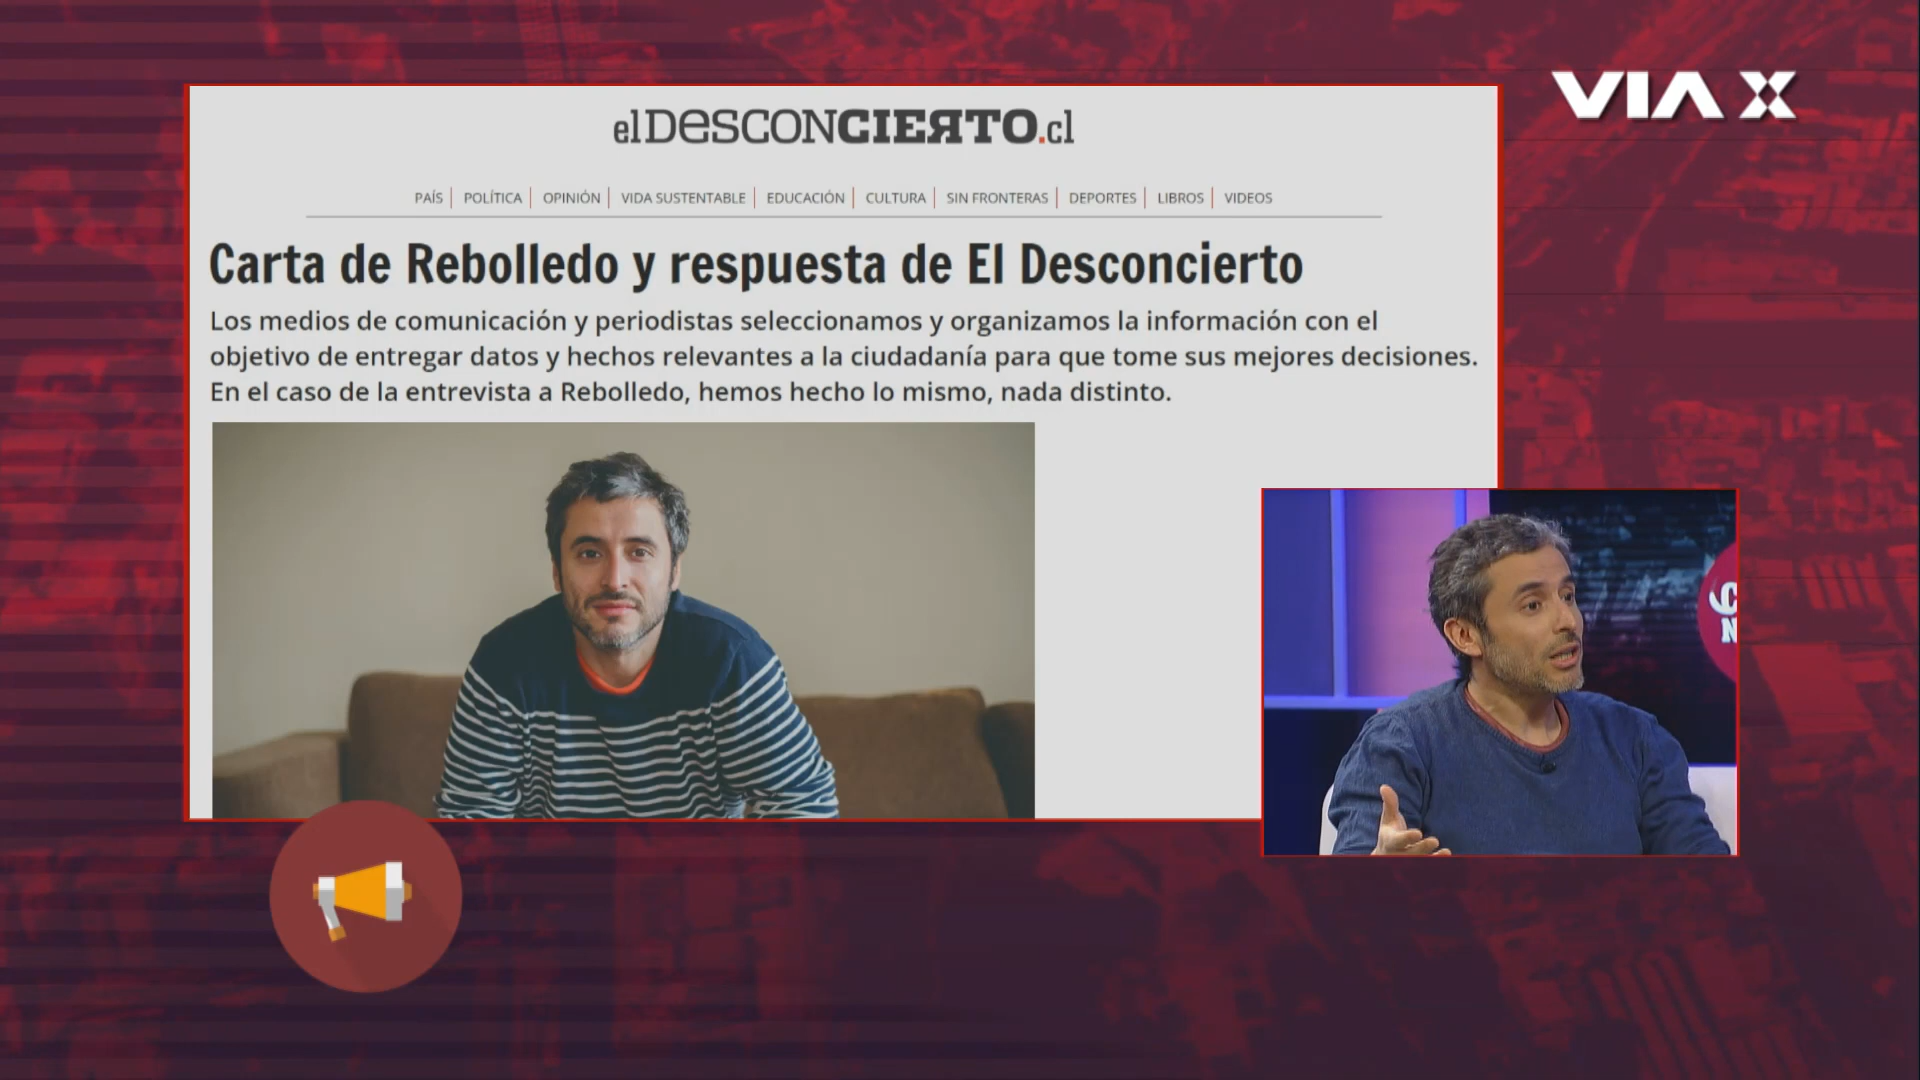 VIA X
elDESCONCIERTO.cl
PAÍS POLÍTICA OPINIÓN VIDA SUSTENTABLE EDUCACIÓN CULTURA SIN FRONTERAS DEPORTES LIBROS VIDEOS
Carta de Rebolledo y respuesta de El Desconcierto
Los medios de comunicación y periodistas seleccionamos y organizamos la información con el
objetivo de entregar datos y hechos relevantes a la ciudadanía para que tome sus mejores decisiones.
En el caso de la entrevista a Rebolledo, hemos hecho lo mismo, nada distinto.